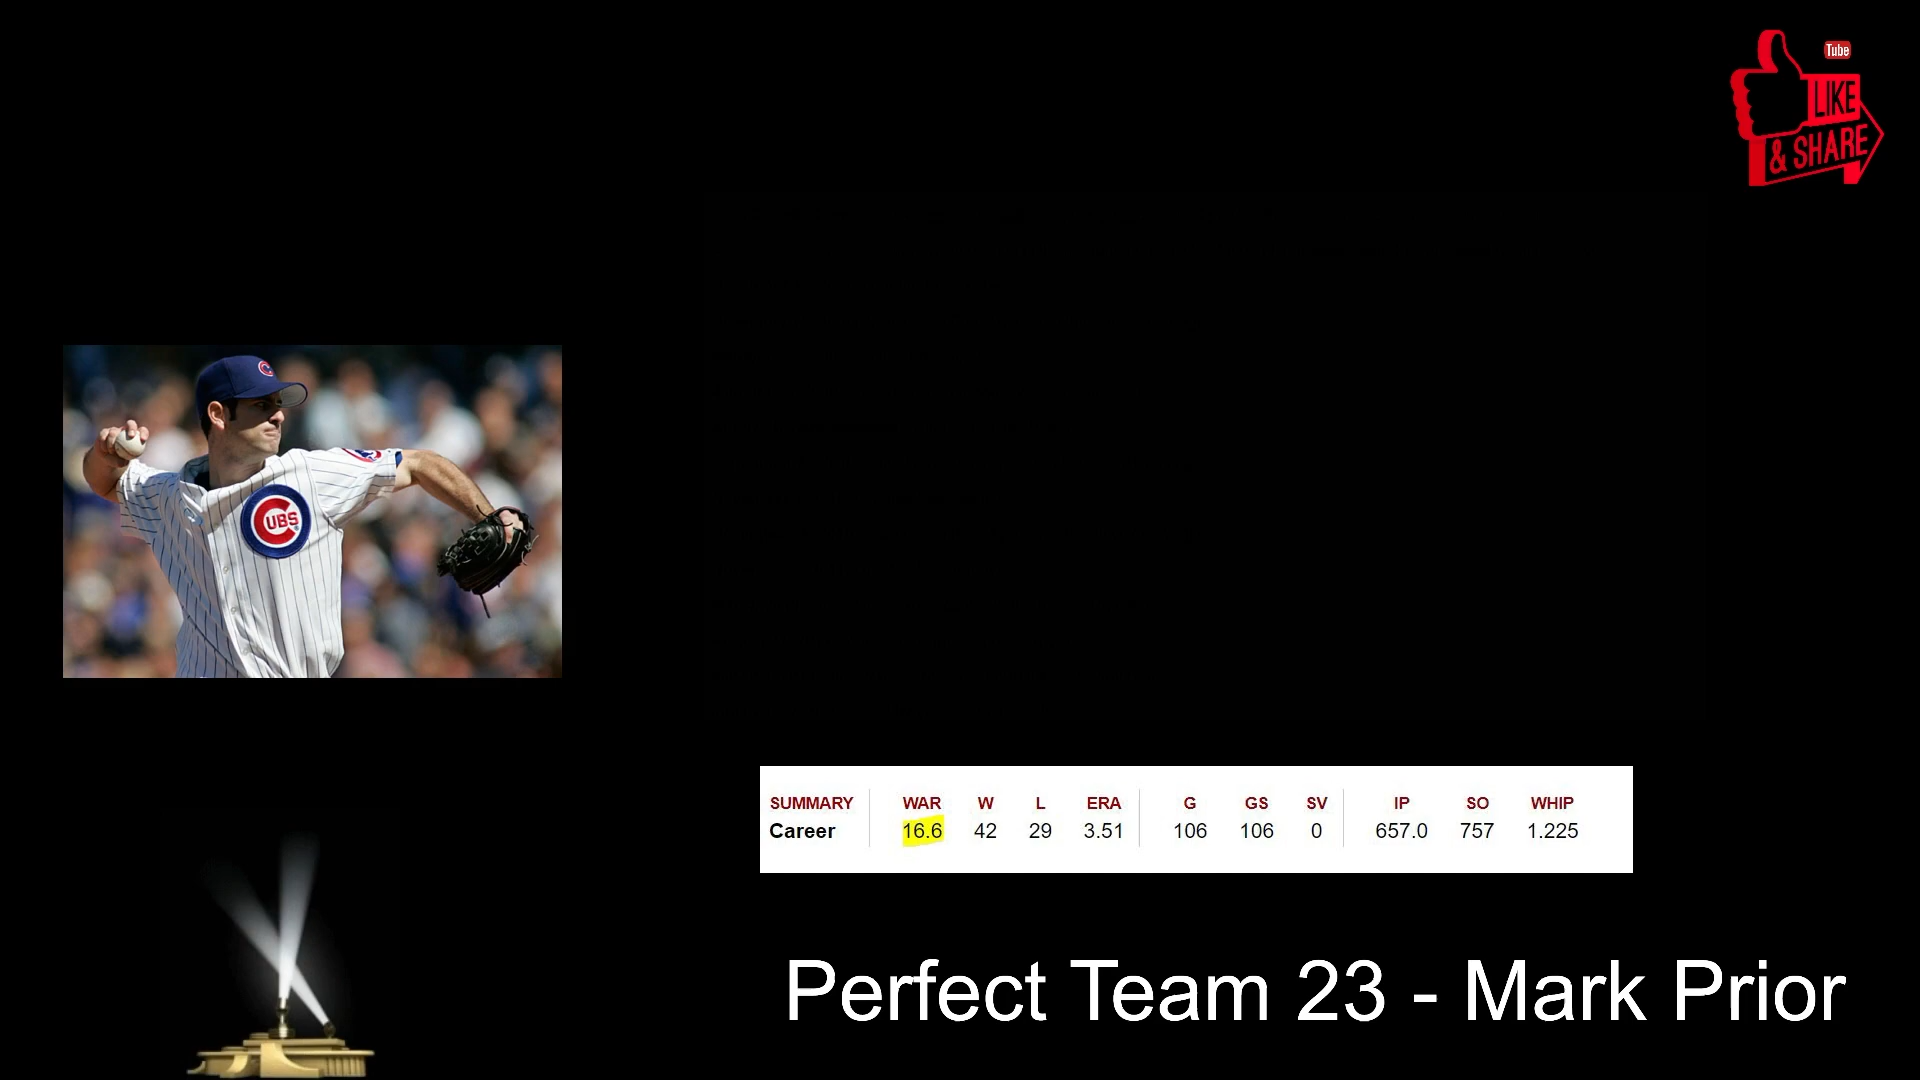 Tube
LIKE
& SHARE
CUBS
SUMMARY WAR W L ERA G GS SV IP SO WHIP
Career 16.6 42 29 3.51 106 106 0 657.0 757 1.225
Perfect Team 23 - Mark Prior